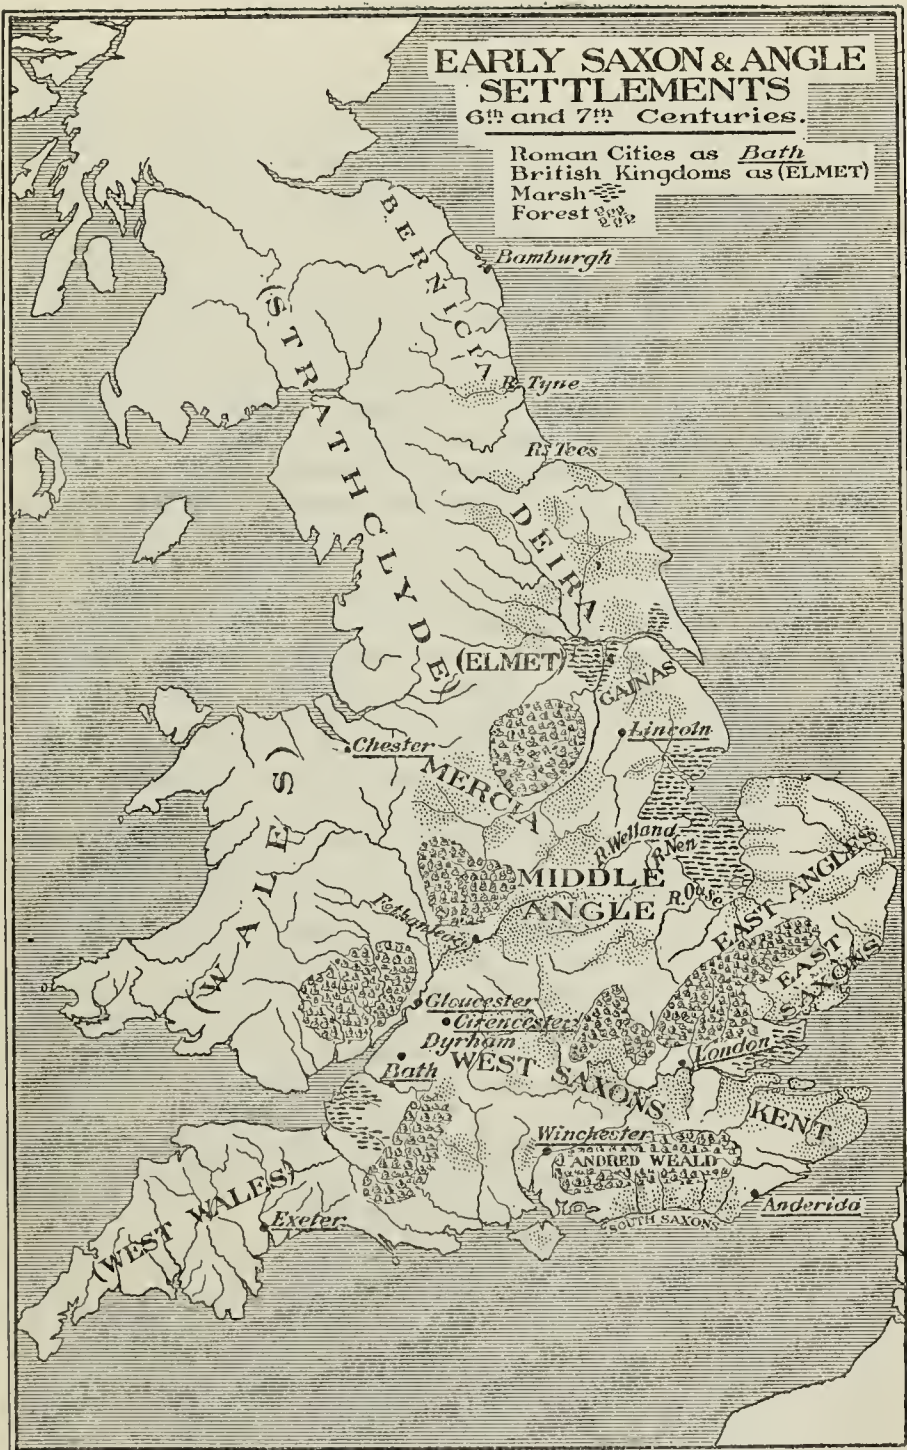 EARLY SAXON & ANGLE
SETTLEMENTS
6th and 7th Centuries.
Roman Cities as Bath
British Kingdoms as (ELMET)
Marsh
Forest
BERNICIA
Bamburgh
(STRATHCLYDE)
R. Tyne
R. Tees
DEIRA
(ELMET)
GAINAS
Lincoln
Chester
MERCIA
(WALES)
R. Welland
R. Nen
R. Ouse
MIDDLE
ANGLE
EAST ANGLES
EAST
SAXONS
Fethanleag
Gloucester
Cirencester
Dyrham
Bath
WEST SAXONS
London
KENT
Winchester
ANDRED WEALD
Anderida
SOUTH SAXONS
(WEST WALES)
Exeter